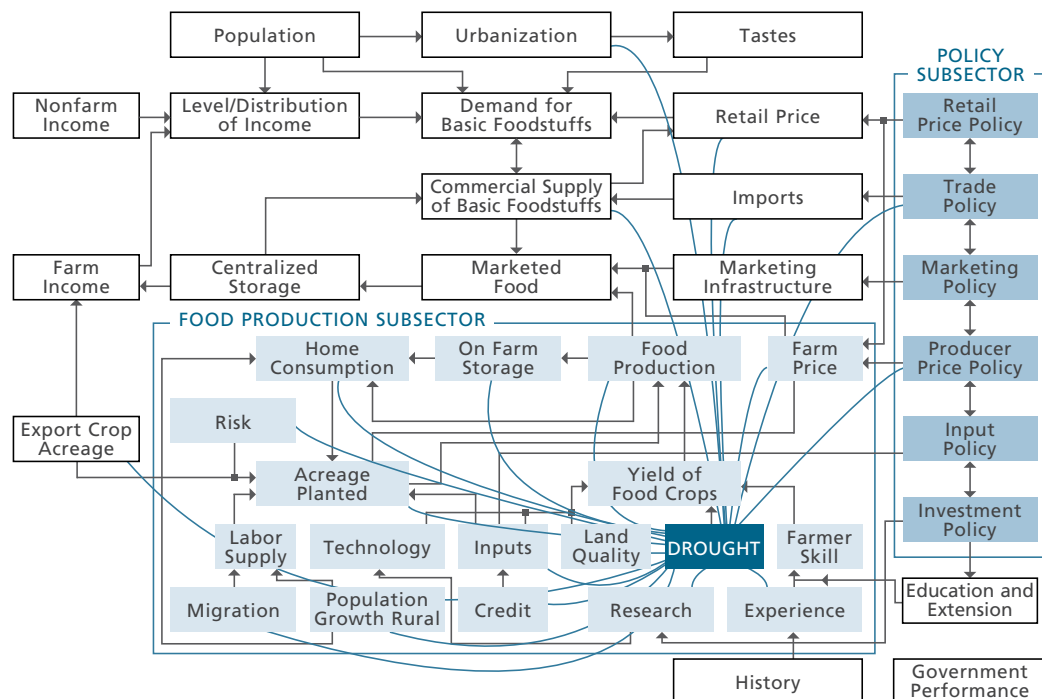 Population
Urbanization
Tastes
POLICY
SUBSECTOR
Nonfarm
Income
Level/Distribution
of Income
Demand for
Basic Foodstuffs
Retail Price
Retail
Price Policy
Commercial Supply
of Basic Foodstuffs
Imports
Trade
Policy
Farm
Income
Centralized
Storage
Marketed
Food
Marketing
Infrastructure
Marketing
Policy
FOOD PRODUCTION SUBSECTOR
Home
Consumption
On Farm
Storage
Food
Production
Farm
Price
Producer
Price Policy
Risk
Export Crop
Acreage
Input
Policy
Acreage
Planted
Yield of
Food Crops
Investment
Policy
Labor
Supply
Technology
Inputs
Land
Quality
DROUGHT
Farmer
Skill
Migration
Population
Growth Rural
Credit
Research
Experience
Education and
Extension
History
Government
Performance